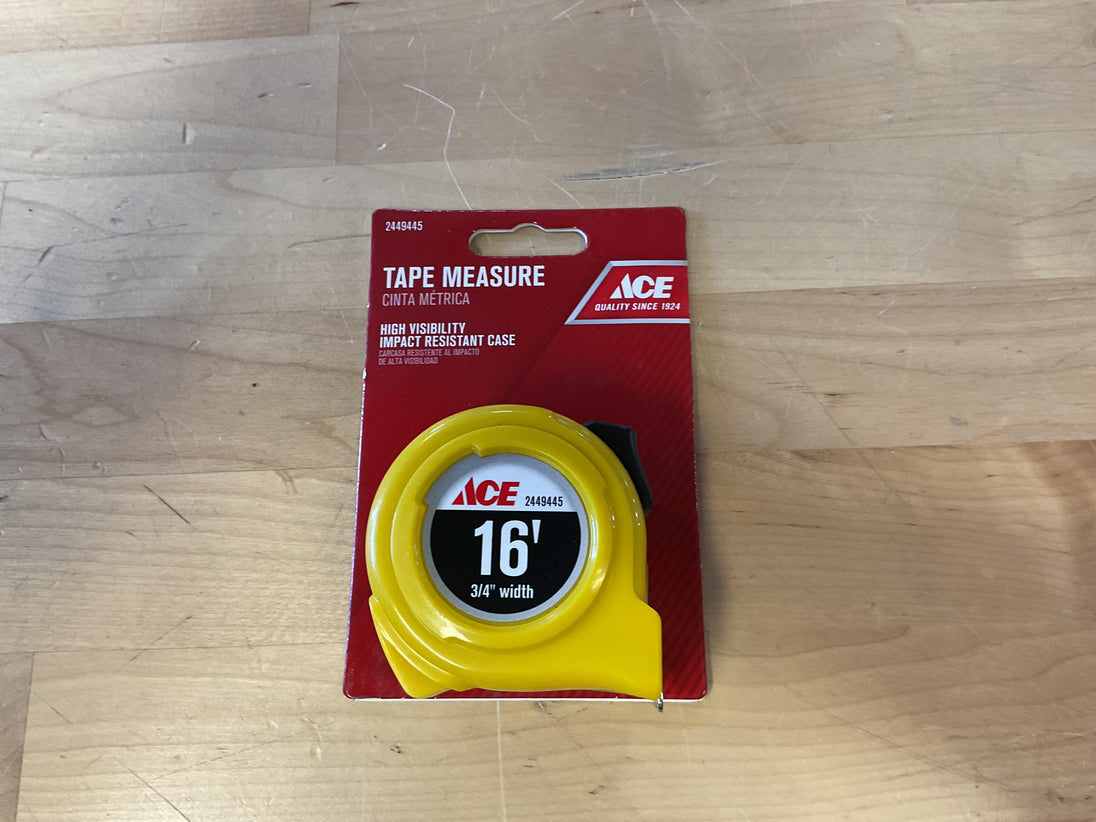 2449445
TAPE MEASURE
CINTA MÉTRICA
ACE
QUALITY SINCE 1924
HIGH VISIBILITY
IMPACT RESISTANT CASE
CARCASA RESISTENTE AL IMPACTO
DE ALTA VISIBILIDAD
ACE 2449445
16'
3/4" width